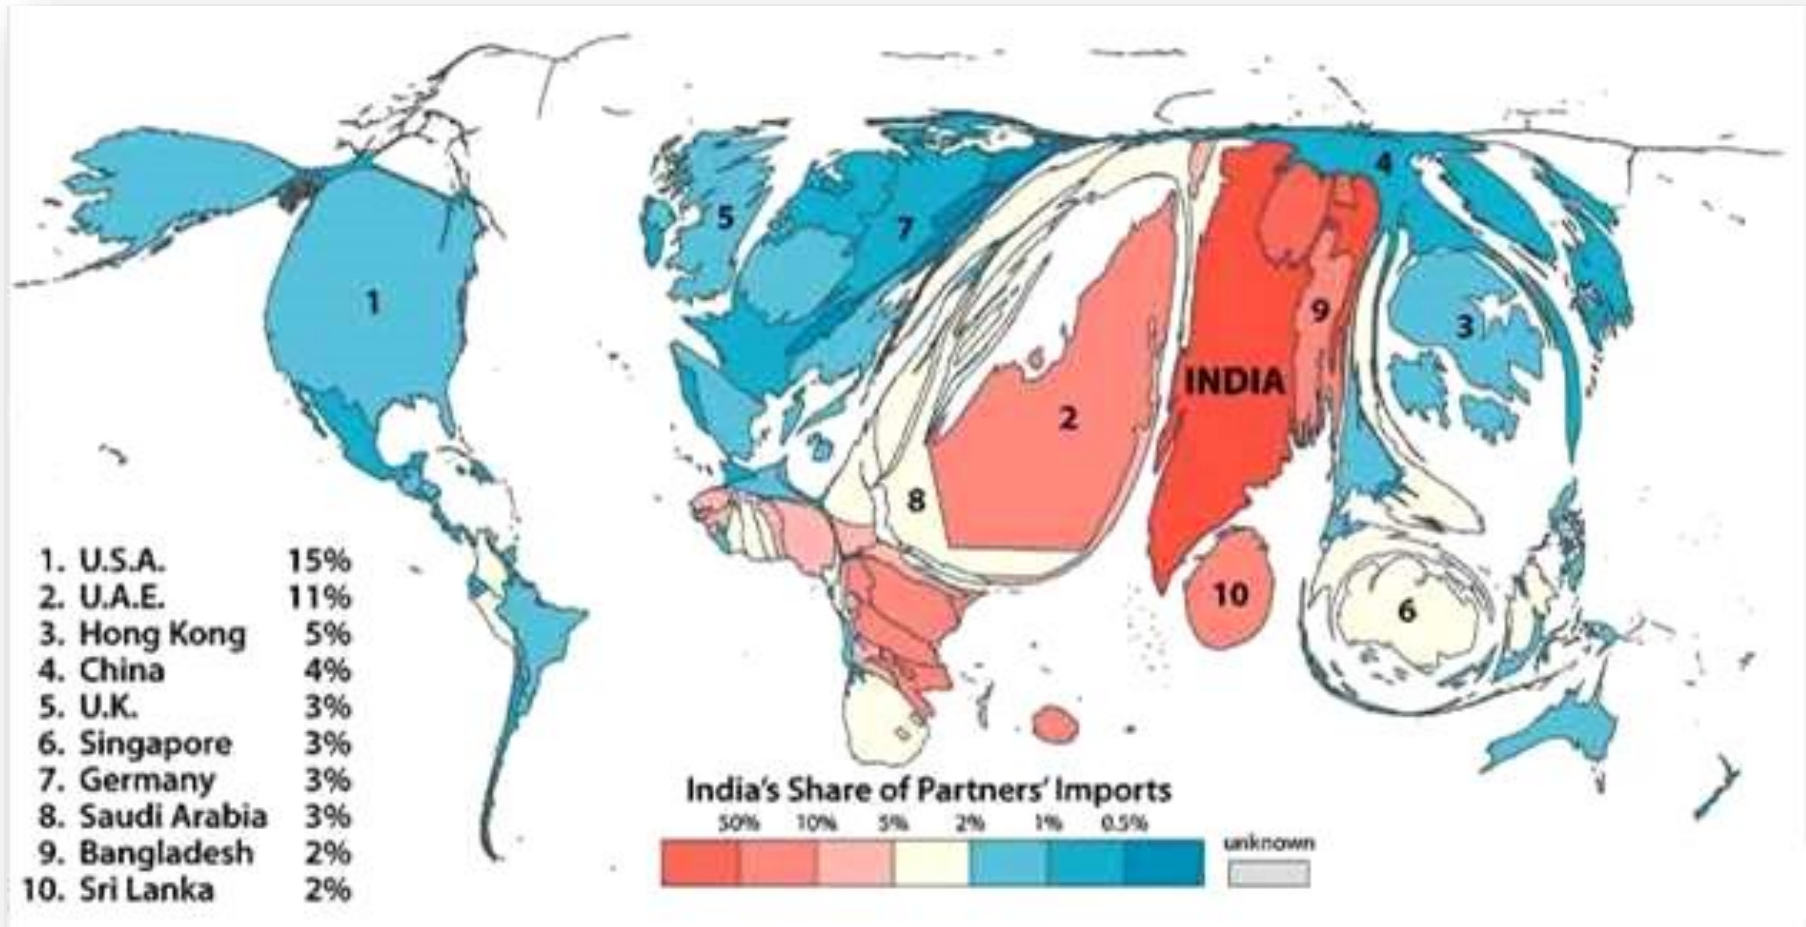 1
2
3
4
5
6
7
8
9
10
INDIA
1. U.S.A. 15%
2. U.A.E. 11%
3. Hong Kong 5%
4. China 4%
5. U.K. 3%
6. Singapore 3%
7. Germany 3%
8. Saudi Arabia 3%
9. Bangladesh 2%
10. Sri Lanka 2%
India's Share of Partners' Imports
50% 10% 5% 2% 1% 0.5%
unknown